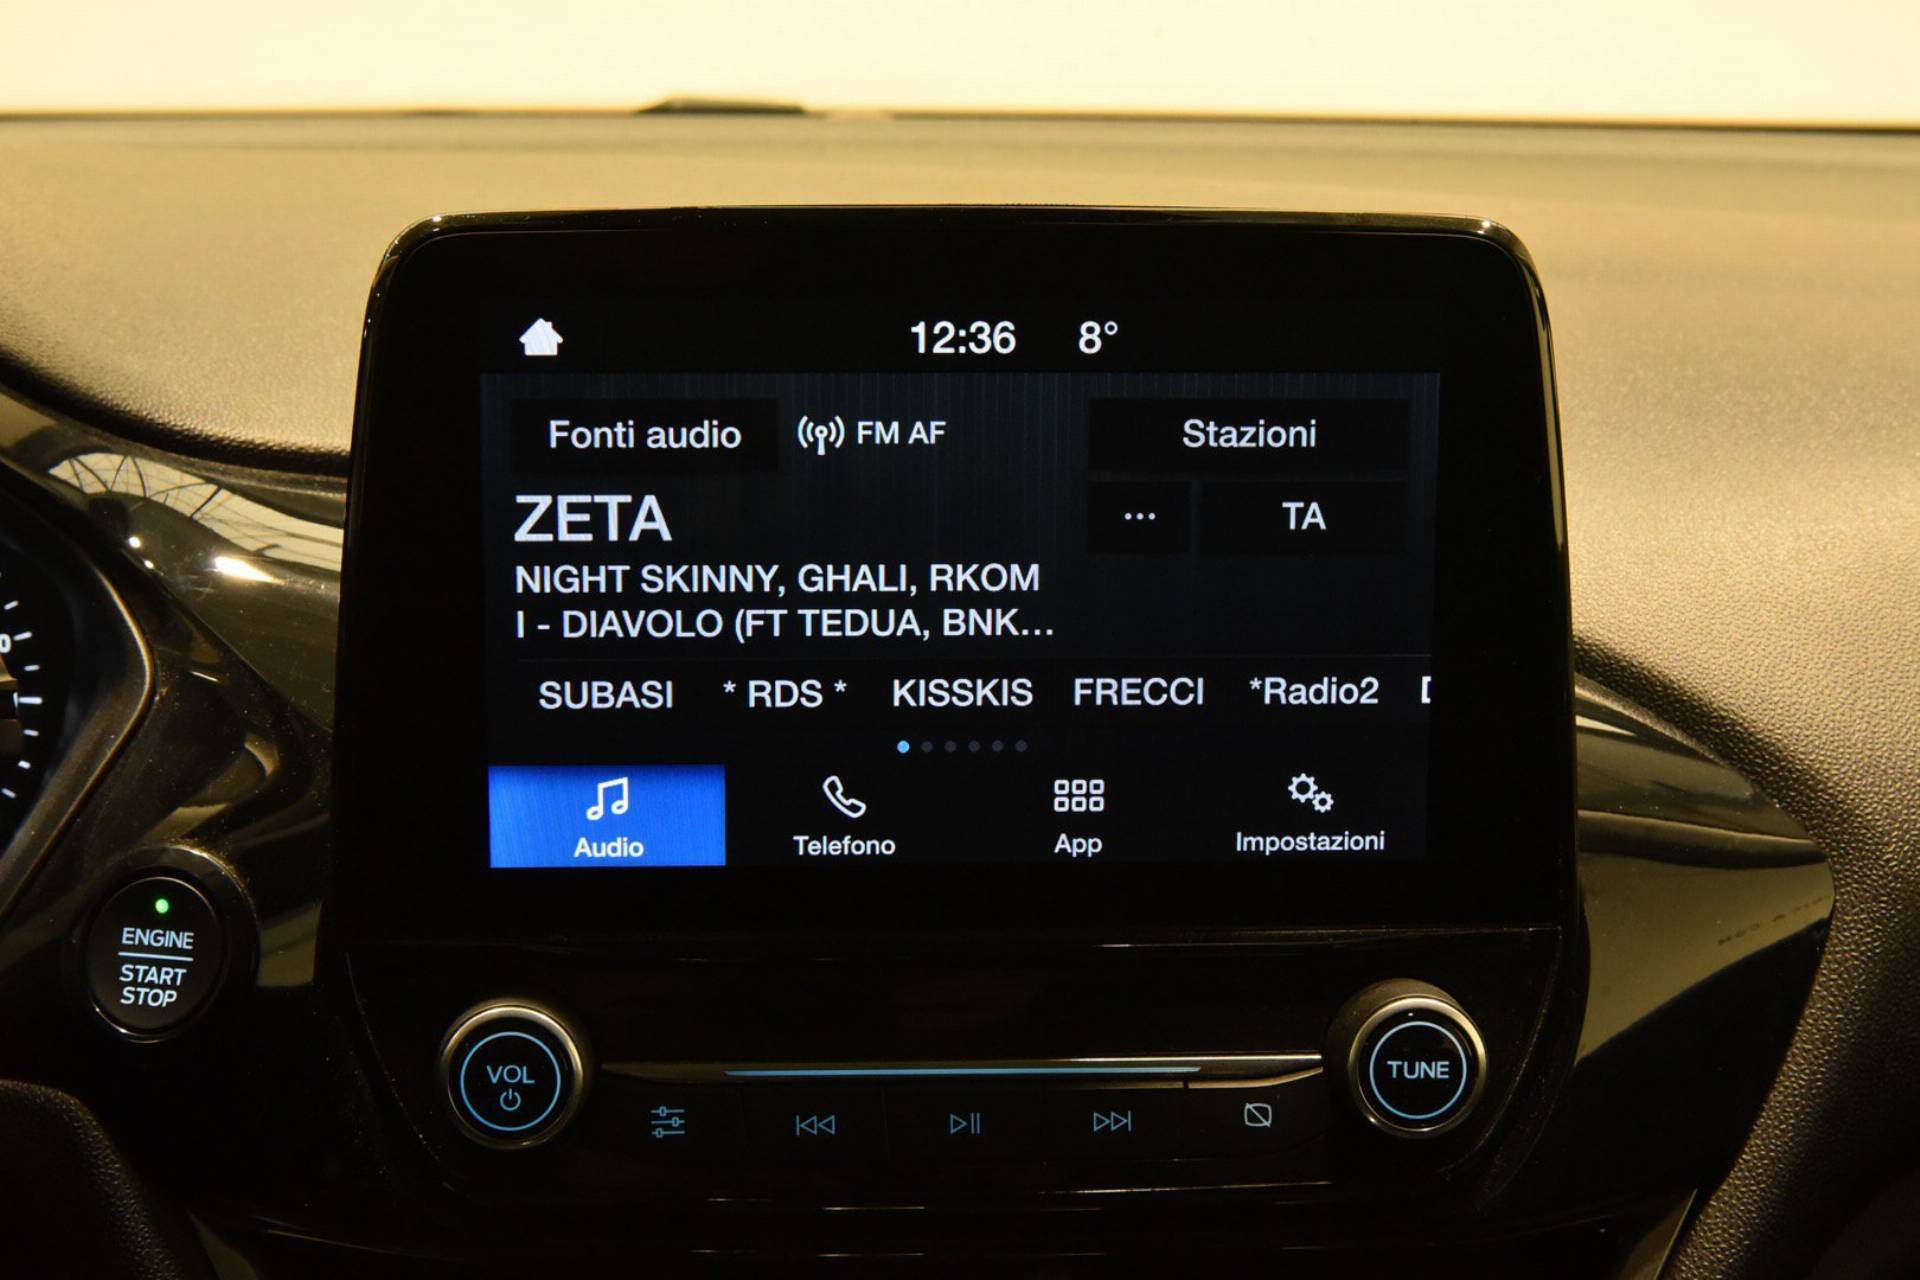 12:36 8°
Fonti audio FM AF Stazioni
ZETA ... TA
NIGHT SKINNY, GHALI, RKOM
I - DIAVOLO (FT TEDUA, BNK...
SUBASI * RDS * KISSKIS FRECCI *Radio2
Audio Telefono App Impostazioni
ENGINE
START
STOP
VOL
TUNE